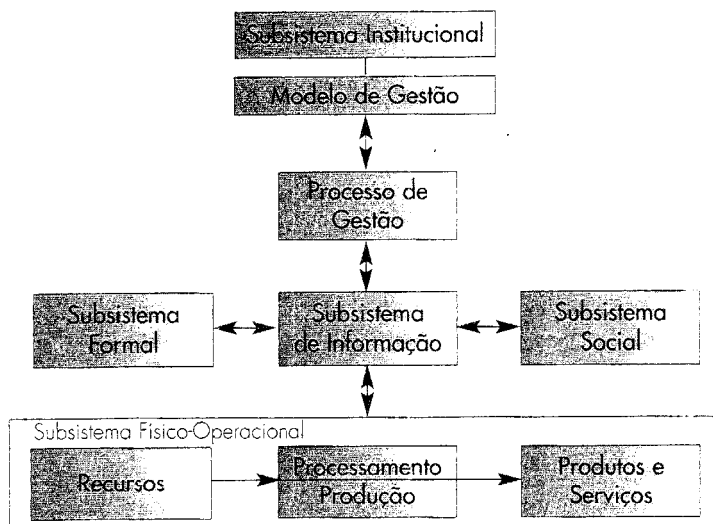 Subsistema Institucional
Modelo de Gestão
Processo de
Gestão
Subsistema
Formal
Subsistema
de Informação
Subsistema
Social
Subsistema Físico-Operacional
Recursos
Processamento
Produção
Produtos e
Serviços